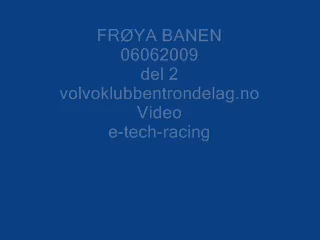 FRØYA BANEN
06062009
del 2
volvoklubbentrondelag.no
Video
e-tech-racing